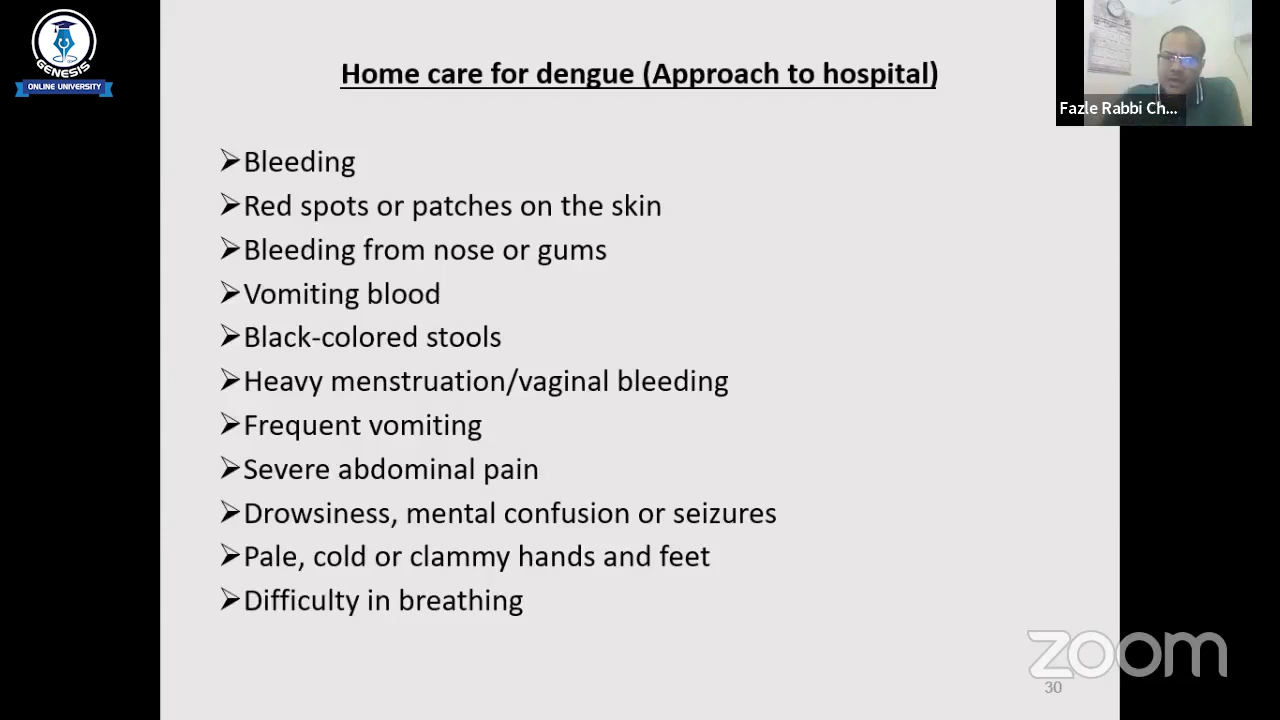 GENESIS
ONLINE UNIVERSITY
Home care for dengue (Approach to hospital)
Fazle Rabbi Ch...
➢Bleeding
➢Red spots or patches on the skin
➢Bleeding from nose or gums
➢Vomiting blood
➢Black-colored stools
➢Heavy menstruation/vaginal bleeding
➢Frequent vomiting
➢Severe abdominal pain
➢Drowsiness, mental confusion or seizures
➢Pale, cold or clammy hands and feet
➢Difficulty in breathing
zoom
30